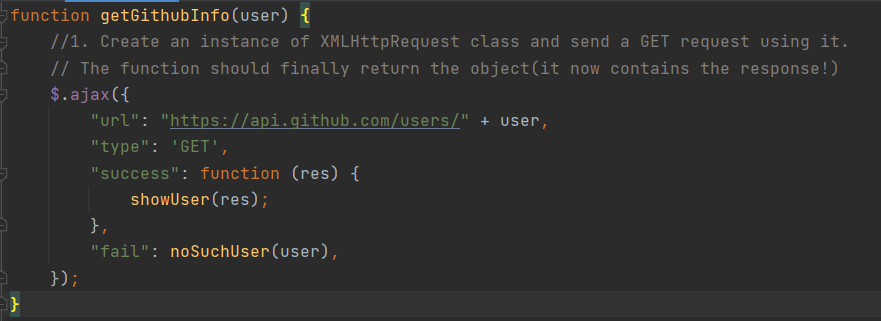 function getGithubInfo(user) {
    //1. Create an instance of XMLHttpRequest class and send a GET request using it.
    // The function should finally return the object(it now contains the response!)
    $.ajax({
        "url": "https://api.github.com/users/" + user,
        "type": 'GET',
        "success": function (res) {
            showUser(res);
        },
        "fail": noSuchUser(user),
    });
}